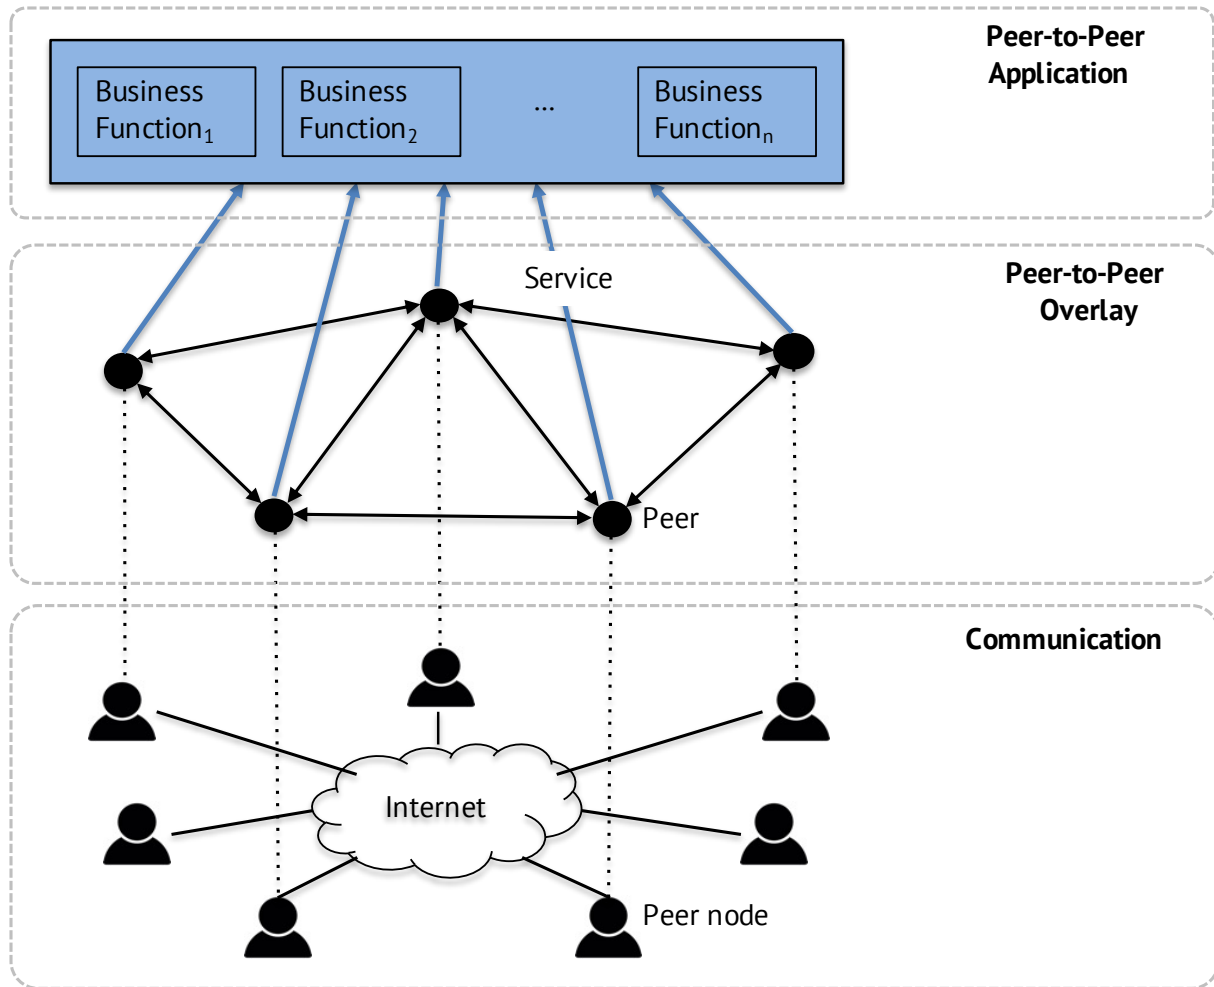 Peer-to-Peer
Application
Business
Function₁
Business
Function₂
...
Business
Functionₙ
Peer-to-Peer
Overlay
Service
Peer
Communication
Internet
Peer node